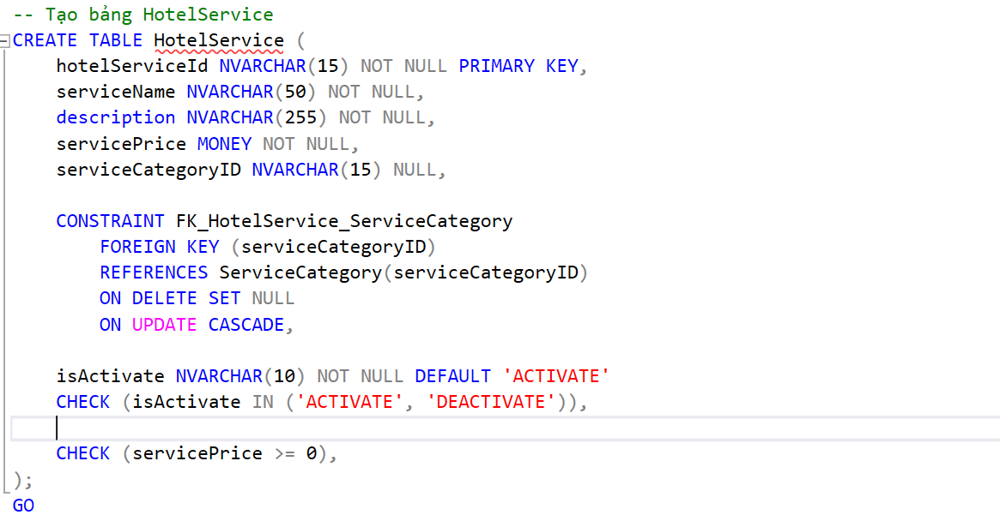 -- Tạo bảng HotelService
CREATE TABLE HotelService (
hotelServiceId NVARCHAR(15) NOT NULL PRIMARY KEY,
serviceName NVARCHAR(50) NOT NULL,
description NVARCHAR(255) NOT NULL,
servicePrice MONEY NOT NULL,
serviceCategoryID NVARCHAR(15) NULL,
CONSTRAINT FK_HotelService_ServiceCategory
FOREIGN KEY (serviceCategoryID)
REFERENCES ServiceCategory(serviceCategoryID)
ON DELETE SET NULL
ON UPDATE CASCADE,
isActivate NVARCHAR(10) NOT NULL DEFAULT 'ACTIVATE'
CHECK (isActivate IN ('ACTIVATE', 'DEACTIVATE')),
CHECK (servicePrice >= 0),
);
GO